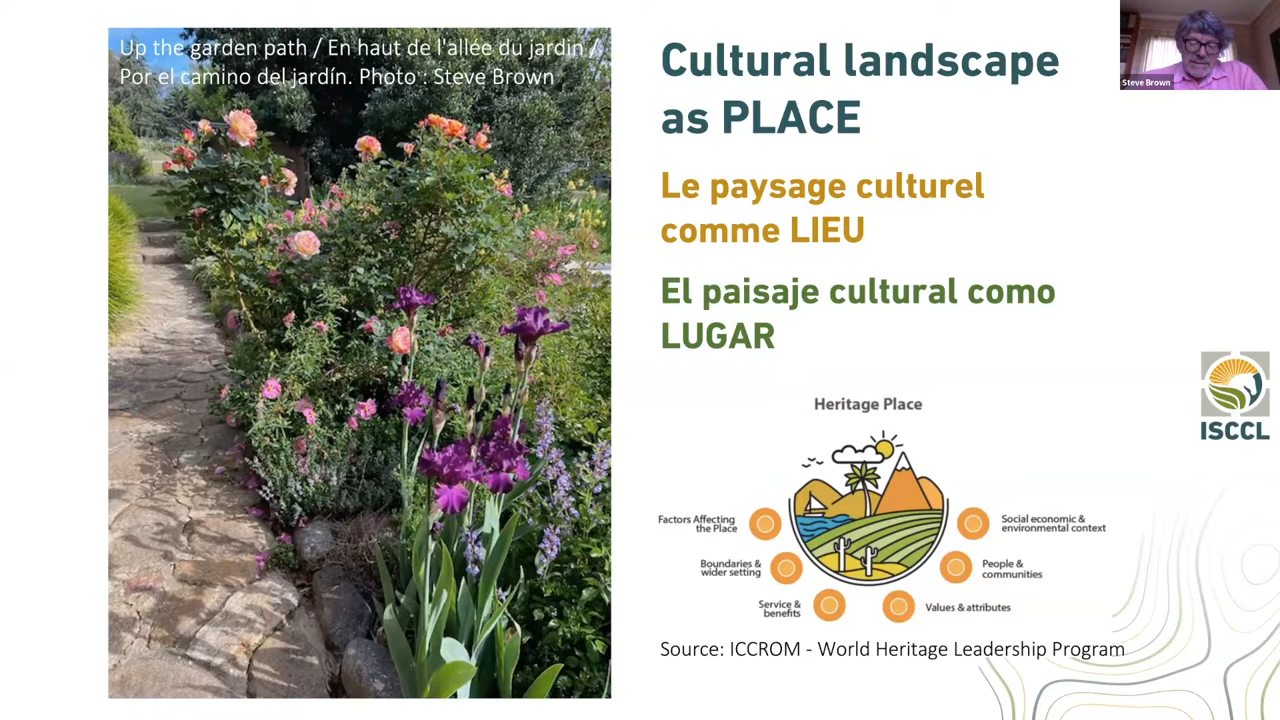 Up the garden path / En haut de l'allée du jardin /
Por el camino del jardín. Photo : Steve Brown
Cultural landscape
as PLACE
Le paysage culturel
comme LIEU
El paisaje cultural como
LUGAR
Steve Brown
ISCCL
Heritage Place
Factors Affecting
the Place
Boundaries &
wider setting
Service &
benefits
Social economic &
environmental context
People &
communities
Values & attributes
Source: ICCROM - World Heritage Leadership Program